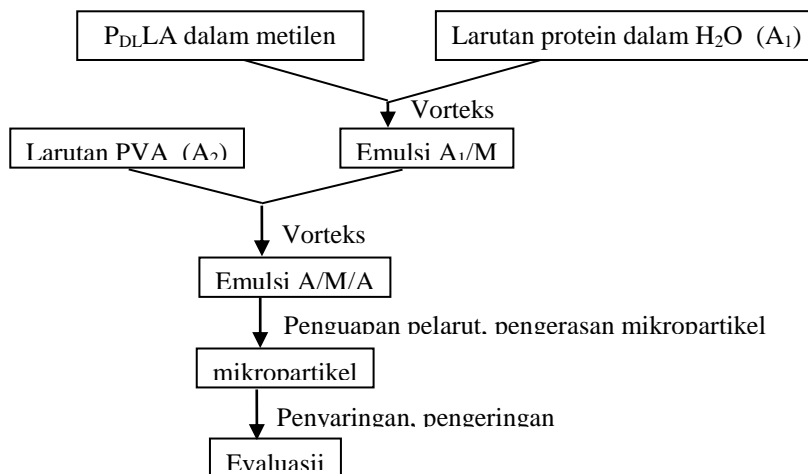 P_DLLA dalam metilen
Larutan protein dalam H₂O (A₁)
Vorteks
Larutan PVA (A₂)
Emulsi A₁/M
Vorteks
Emulsi A/M/A
Penguapan pelarut, pengerasan mikropartikel
mikropartikel
Penyaringan, pengeringan
Evaluasii